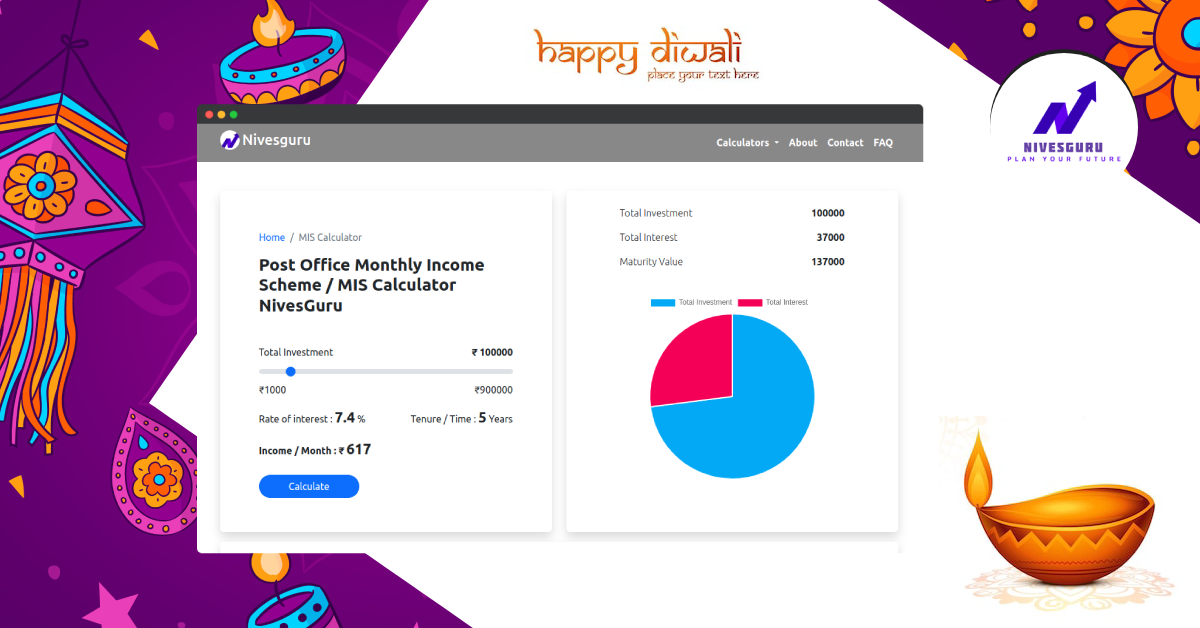 happy diwali
place your text here
Nivesguru
Calculators
About
Contact
FAQ
NIVESGURU
PLAN YOUR FUTURE
Home / MIS Calculator
Post Office Monthly Income
Scheme / MIS Calculator
NivesGuru
Total Investment ₹ 100000
₹1000 ₹900000
Rate of interest : 7.4 % Tenure / Time : 5 Years
Income / Month : ₹ 617
Calculate
Total Investment 100000
Total Interest 37000
Maturity Value 137000
Total Investment Total Interest